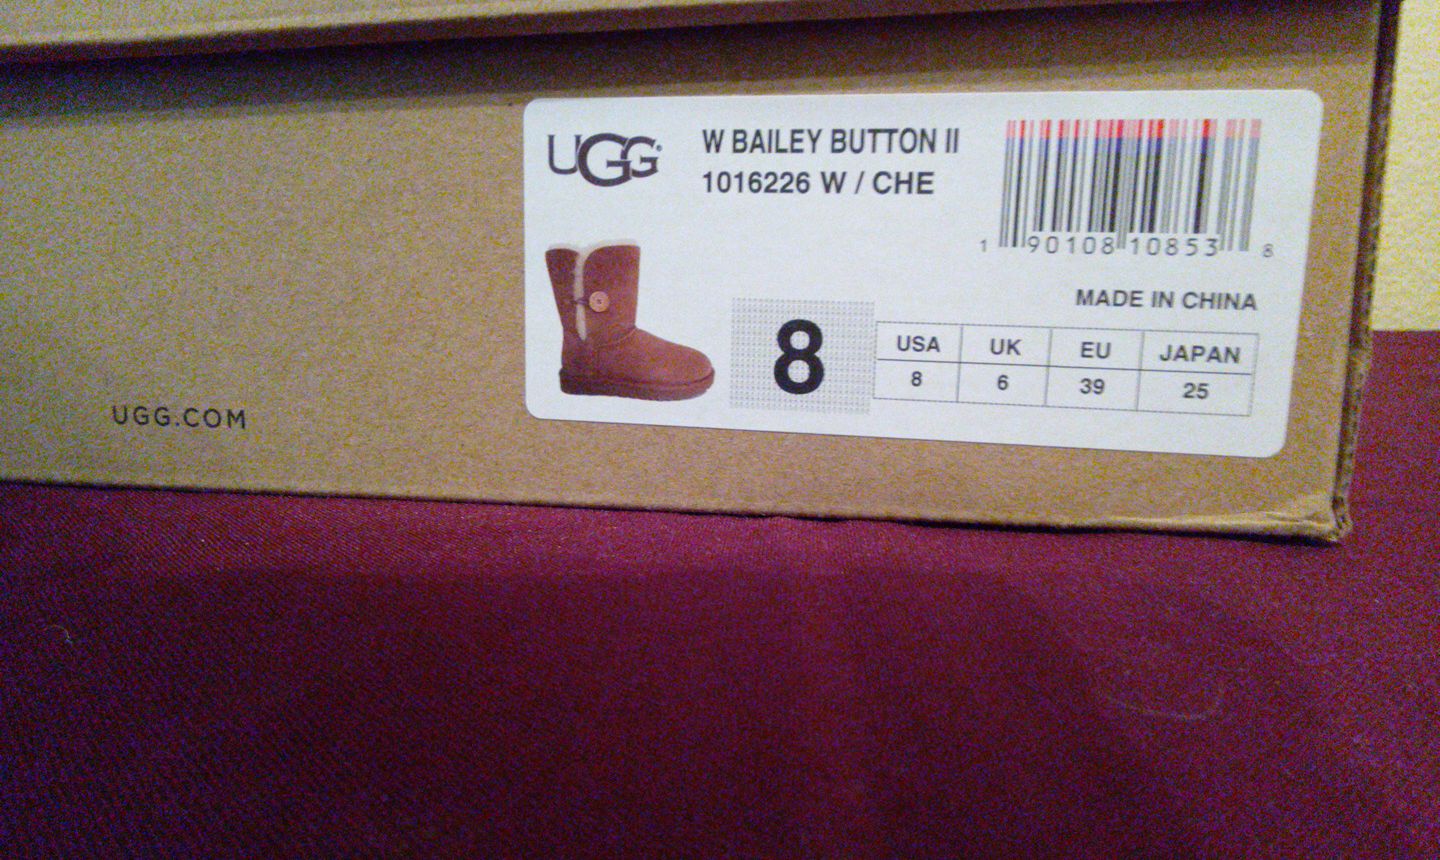 UGG®
W BAILEY BUTTON II
1016226 W / CHE
1 90108 10853 8
MADE IN CHINA
8
USA UK EU JAPAN
8 6 39 25
UGG.COM